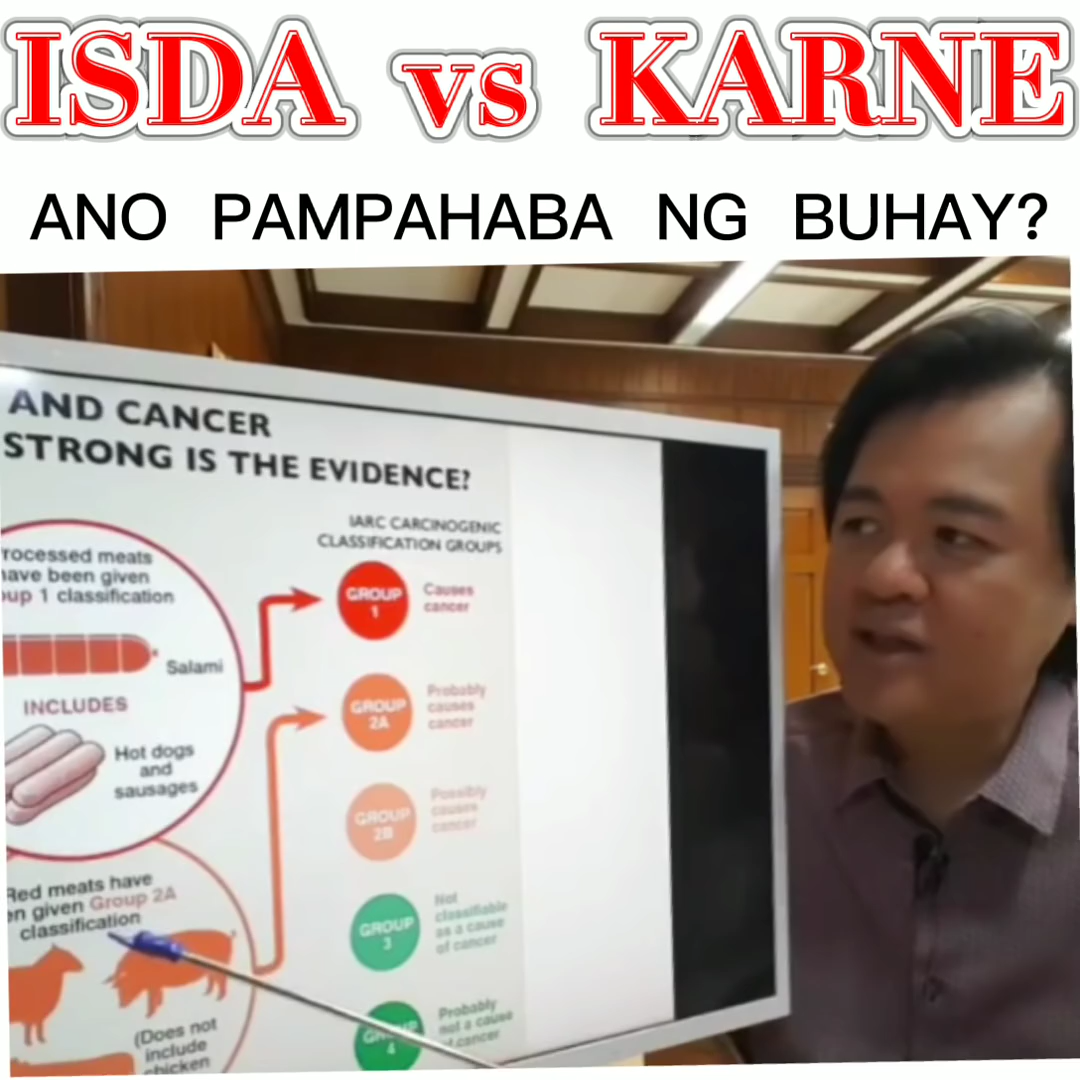 ISDA vs KARNE
ANO PAMPAHABA NG BUHAY?
AND CANCER
STRONG IS THE EVIDENCE?
IARC CARCINOGENIC
CLASSIFICATION GROUPS
rocessed meats
ave been given
up 1 classification
Salami
INCLUDES
Hot dogs
and
sausages
GROUP
1
Causes
cancer
GROUP
2A
Probably
causes
cancer
GROUP
2B
Possibly
causes
cancer
Red meats have
en given Group 2A
classification
(Does not
include
chicken
GROUP
3
Not
classifiable
as a cause
of cancer
GROUP
4
Probably
not a cause
of cancer